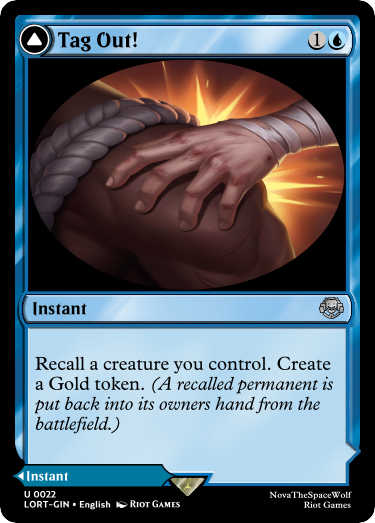 Tag Out! 1
Instant
Recall a creature you control. Create
a Gold token. (A recalled permanent is
put back into its owners hand from the
battlefield.)
Instant
U 0022
LORT-GIN • English RIOT GAMES
NovaTheSpaceWolf
Riot Games